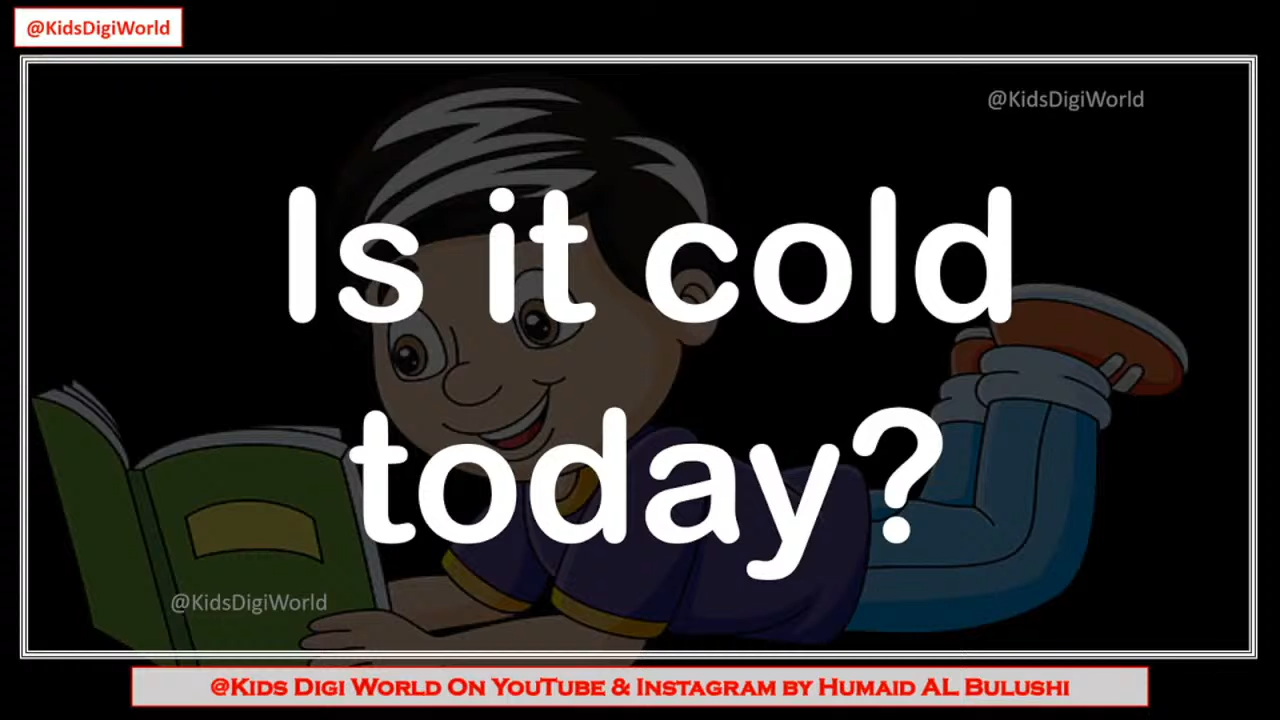 @KidsDigiWorld
@KidsDigiWorld
Is it cold
today?
@KidsDigiWorld
@Kids Digi World On YouTube & Instagram by Humaid AL Bulushi